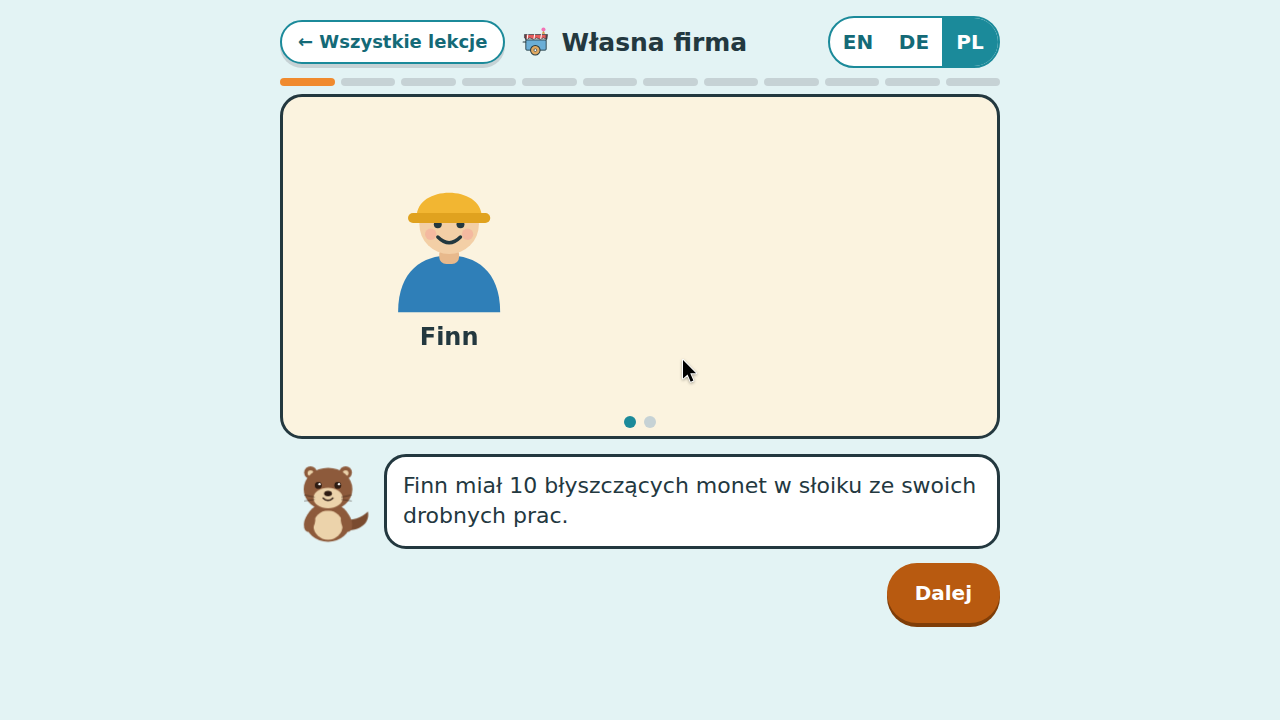 ← Wszystkie lekcje
Własna firma
EN DE PL
Finn
Finn miał 10 błyszczących monet w słoiku ze swoich
drobnych prac.
Dalej